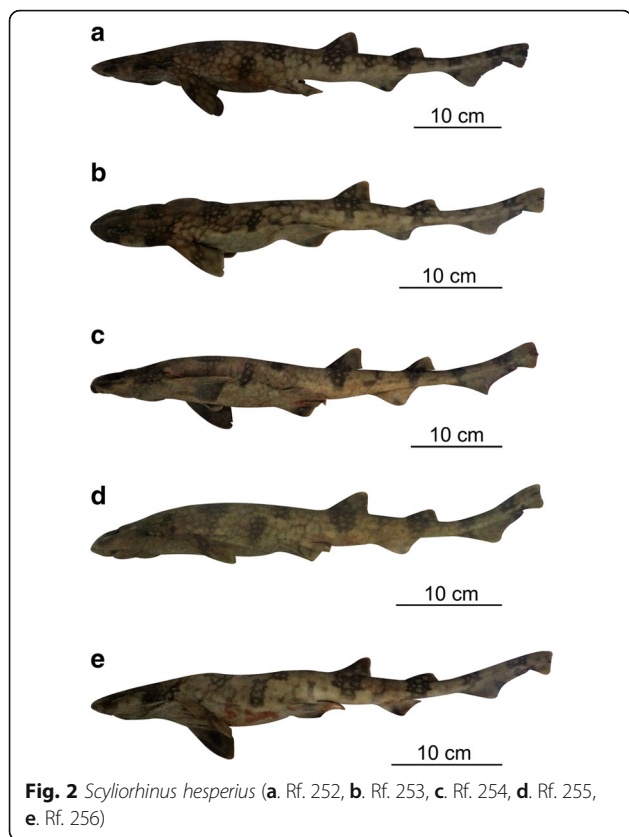 a
10 cm
b
10 cm
c
10 cm
d
10 cm
e
10 cm
Fig. 2 Scyliorhinus hesperius (a. Rf. 252, b. Rf. 253, c. Rf. 254, d. Rf. 255,
e. Rf. 256)